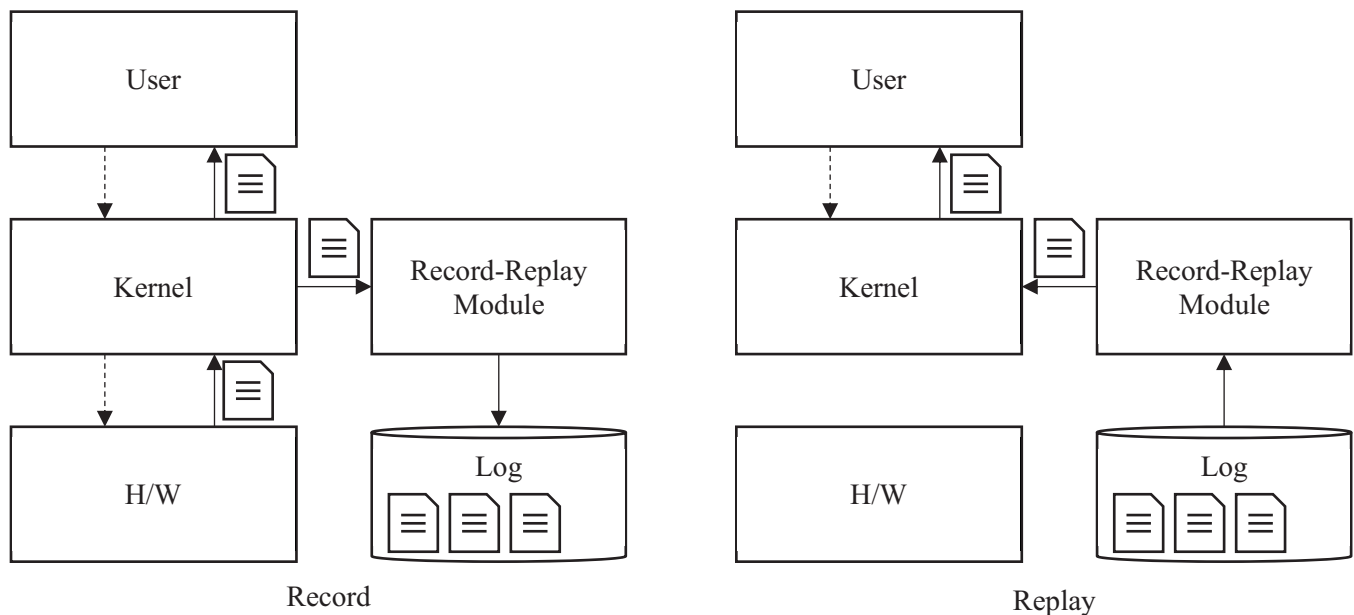 User
Kernel
Record-Replay
Module
H/W
Log
Record
User
Kernel
Record-Replay
Module
H/W
Log
Replay